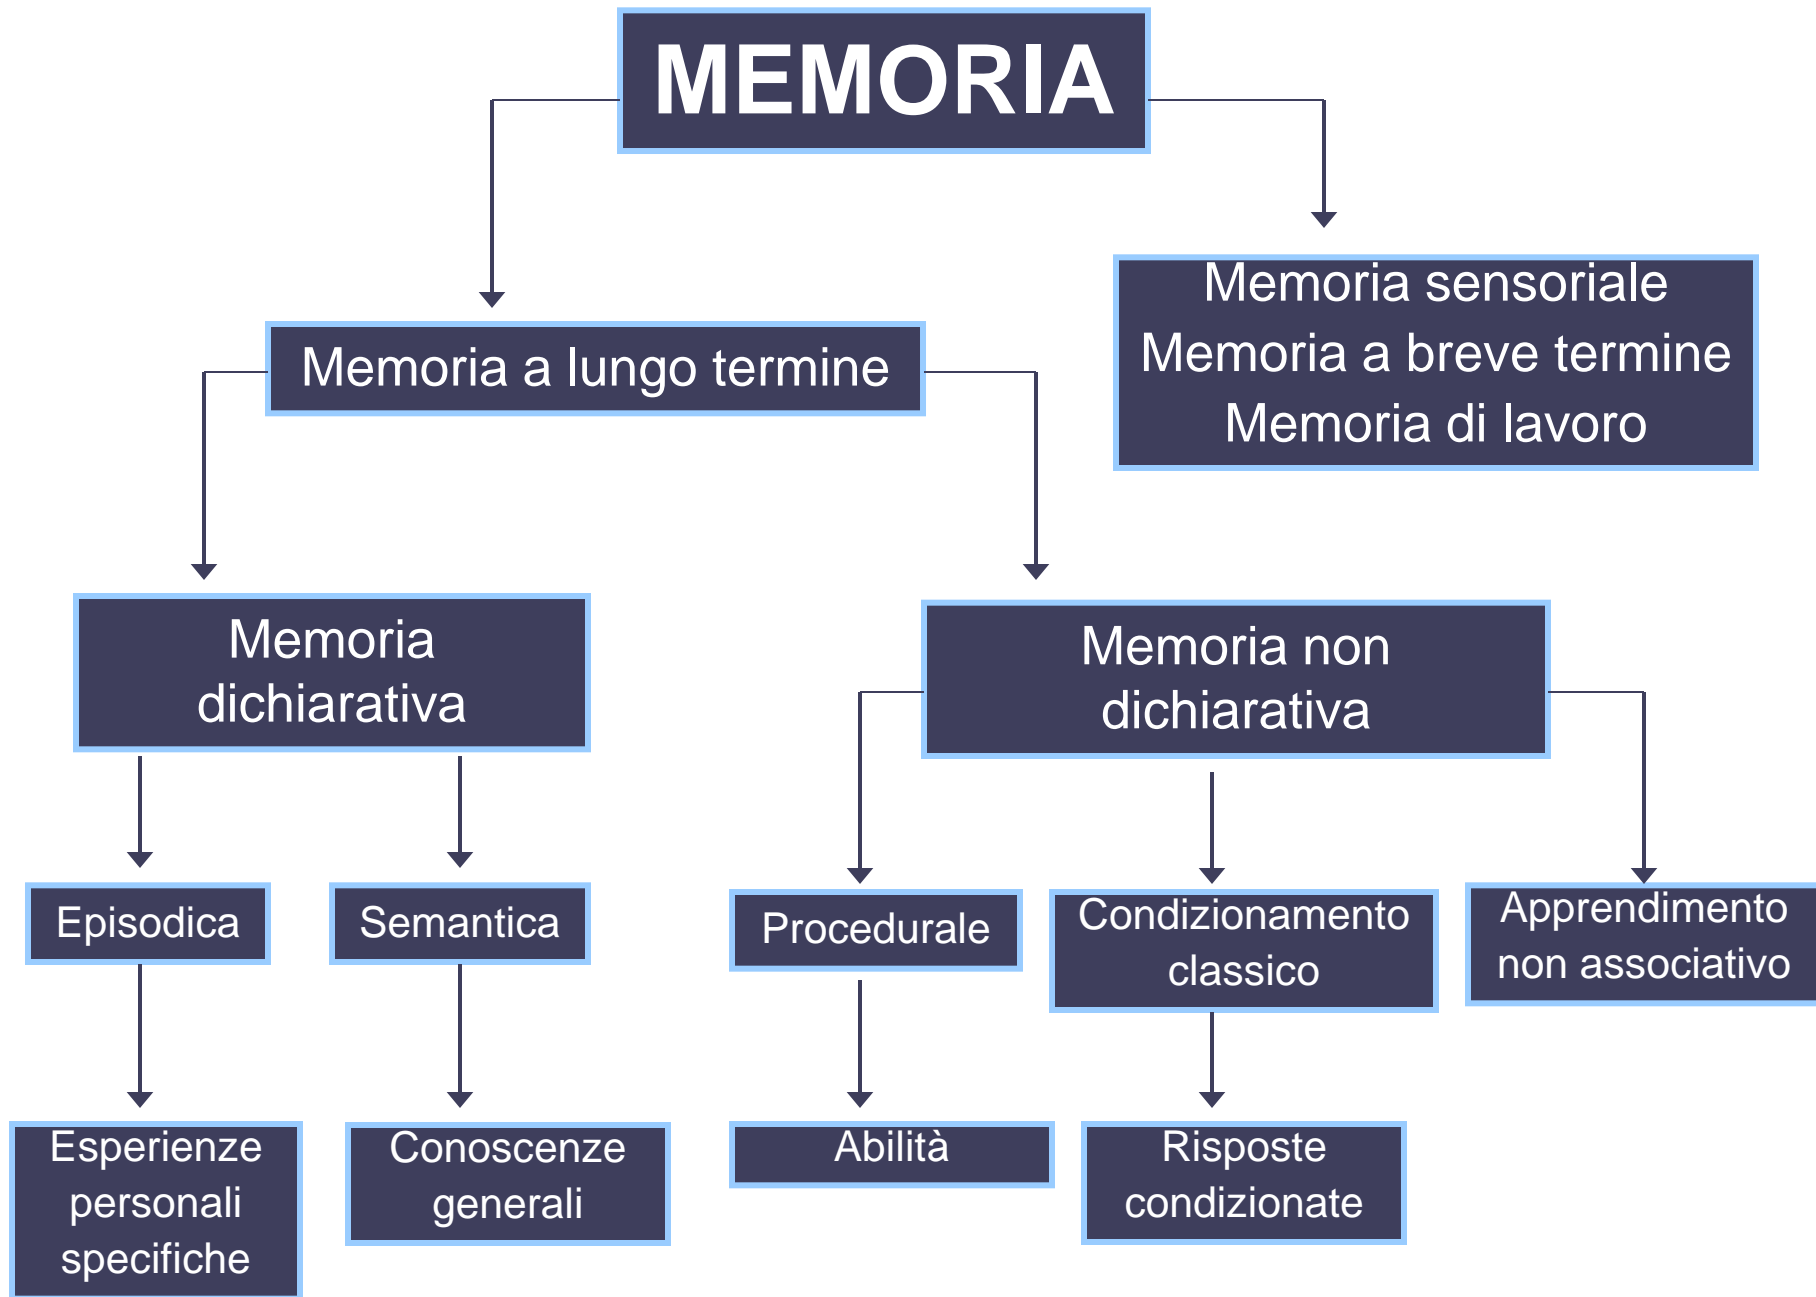 MEMORIA
Memoria sensoriale
Memoria a breve termine
Memoria di lavoro
Memoria a lungo termine
Memoria
dichiarativa
Memoria non
dichiarativa
Episodica
Semantica
Procedurale
Condizionamento
classico
Apprendimento
non associativo
Esperienze
personali
specifiche
Conoscenze
generali
Abilità
Risposte
condizionate